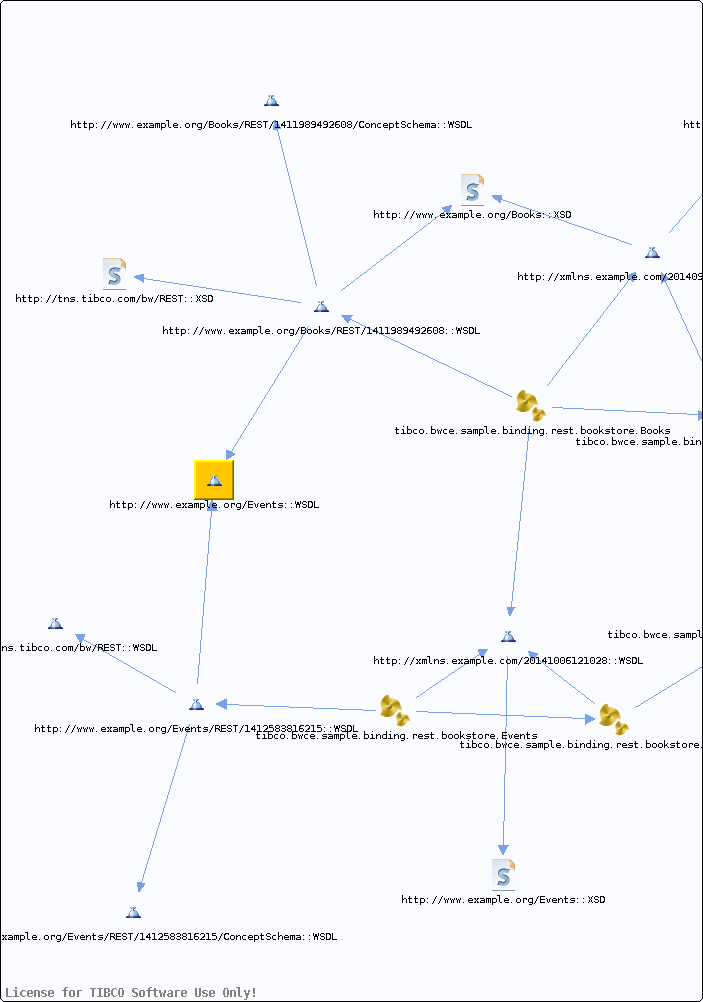 http://www.example.org/Books/REST/1411989492608/ConceptSchema::WSDL
htt
http://www.example.org/Books::XSD
http://xmlns.example.com/201409
http://tns.tibco.com/bw/REST::XSD
http://www.example.org/Books/REST/1411989492608::WSDL
tibco.bwce.sample.binding.rest.bookstore.Books
tibco.bwce.sample.bin
http://www.example.org/Events::WSDL
tibco.bwce.sampl
ns.tibco.com/bw/REST::WSDL
http://xmlns.example.com/20141006121028::WSDL
http://www.example.org/Events/REST/1412583816215::WSDL
tibco.bwce.sample.binding.rest.bookstore.Events
tibco.bwce.sample.binding.rest.bookstore.
http://www.example.org/Events::XSD
xample.org/Events/REST/1412583816215/ConceptSchema::WSDL
License for TIBCO Software Use Only!